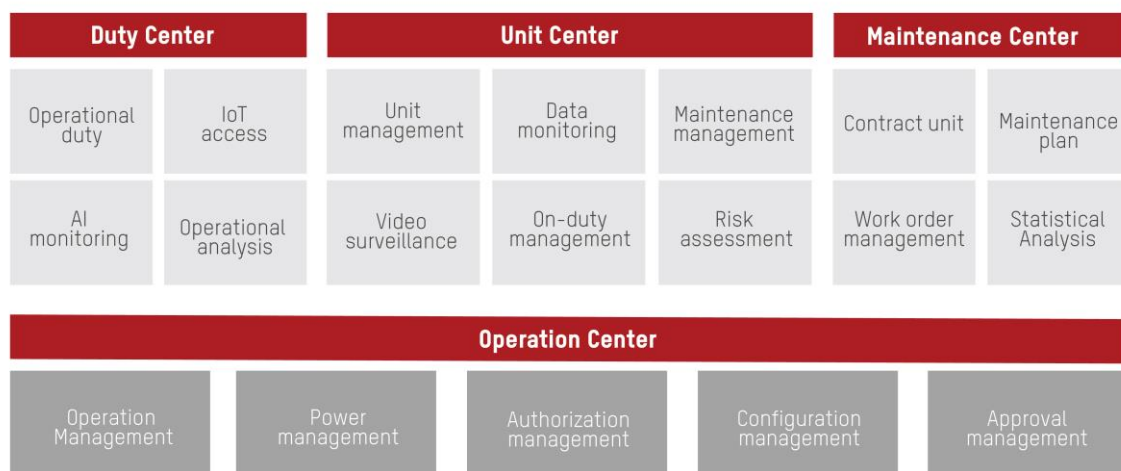 Duty Center
Operational
duty
IoT
access
AI
monitoring
Operational
analysis
Unit Center
Unit
management
Data
monitoring
Maintenance
management
Video
surveillance
On-duty
management
Risk
assessment
Maintenance Center
Contract unit
Maintenance
plan
Work order
management
Statistical
Analysis
Operation Center
Operation
Management
Power
management
Authorization
management
Configuration
management
Approval
management